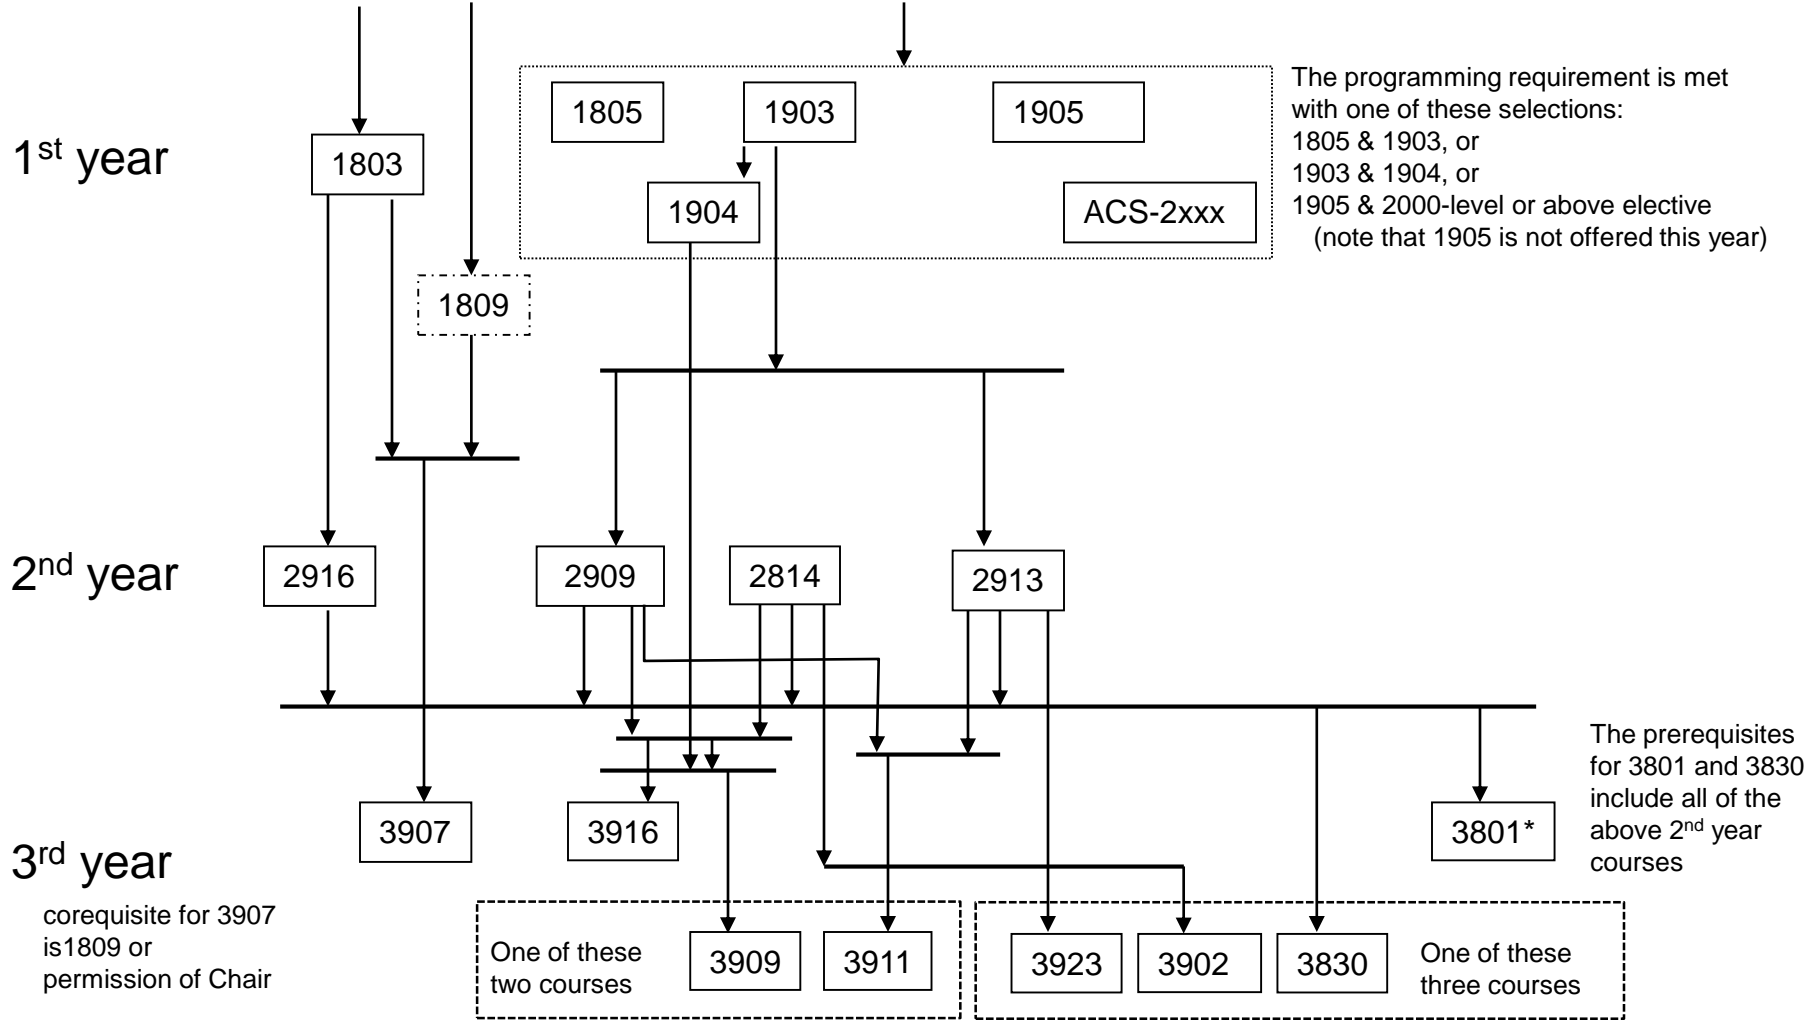 1805
1903
1905
The programming requirement is met
with one of these selections:
1805 & 1903, or
1903 & 1904, or
1905 & 2000-level or above elective
(note that 1905 is not offered this year)
1st year
1803
1904
ACS-2xxx
1809
2nd year
2916
2909
2814
2913
The prerequisites
for 3801 and 3830
include all of the
above 2nd year
courses
3rd year
3907
3916
3801*
corequisite for 3907
is1809 or
permission of Chair
One of these
two courses
3909
3911
3923
3902
3830
One of these
three courses